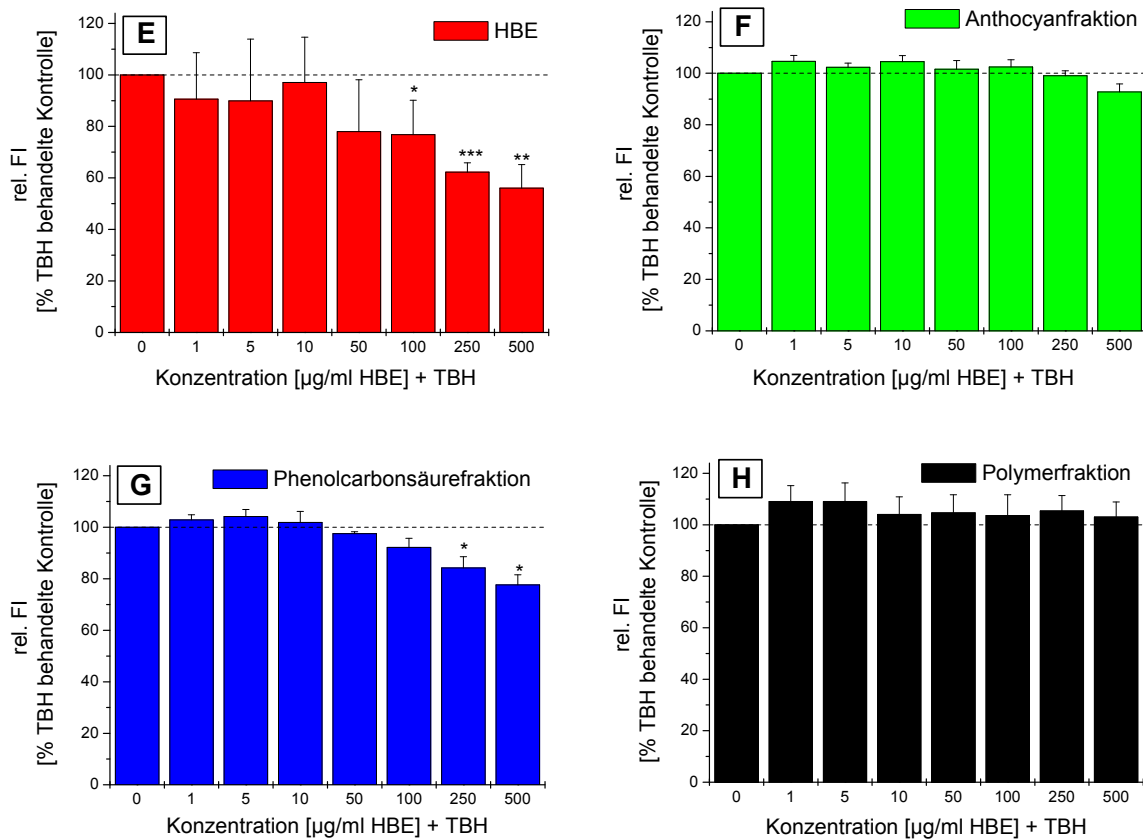 E
HBE
120
100
80
60
40
20
0
rel. FI
[% TBH behandelte Kontrolle]
*
***
**
0 1 5 10 50 100 250 500
Konzentration [µg/ml HBE] + TBH
F
Anthocyanfraktion
120
100
80
60
40
20
0
rel. FI
[% TBH behandelte Kontrolle]
0 1 5 10 50 100 250 500
Konzentration [µg/ml HBE] + TBH
G
Phenolcarbonsäurefraktion
120
100
80
60
40
20
0
rel. FI
[% TBH behandelte Kontrolle]
*
*
0 1 5 10 50 100 250 500
Konzentration [µg/ml HBE] + TBH
H
Polymerfraktion
120
100
80
60
40
20
0
rel. FI
[% TBH behandelte Kontrolle]
0 1 5 10 50 100 250 500
Konzentration [µg/ml HBE] + TBH